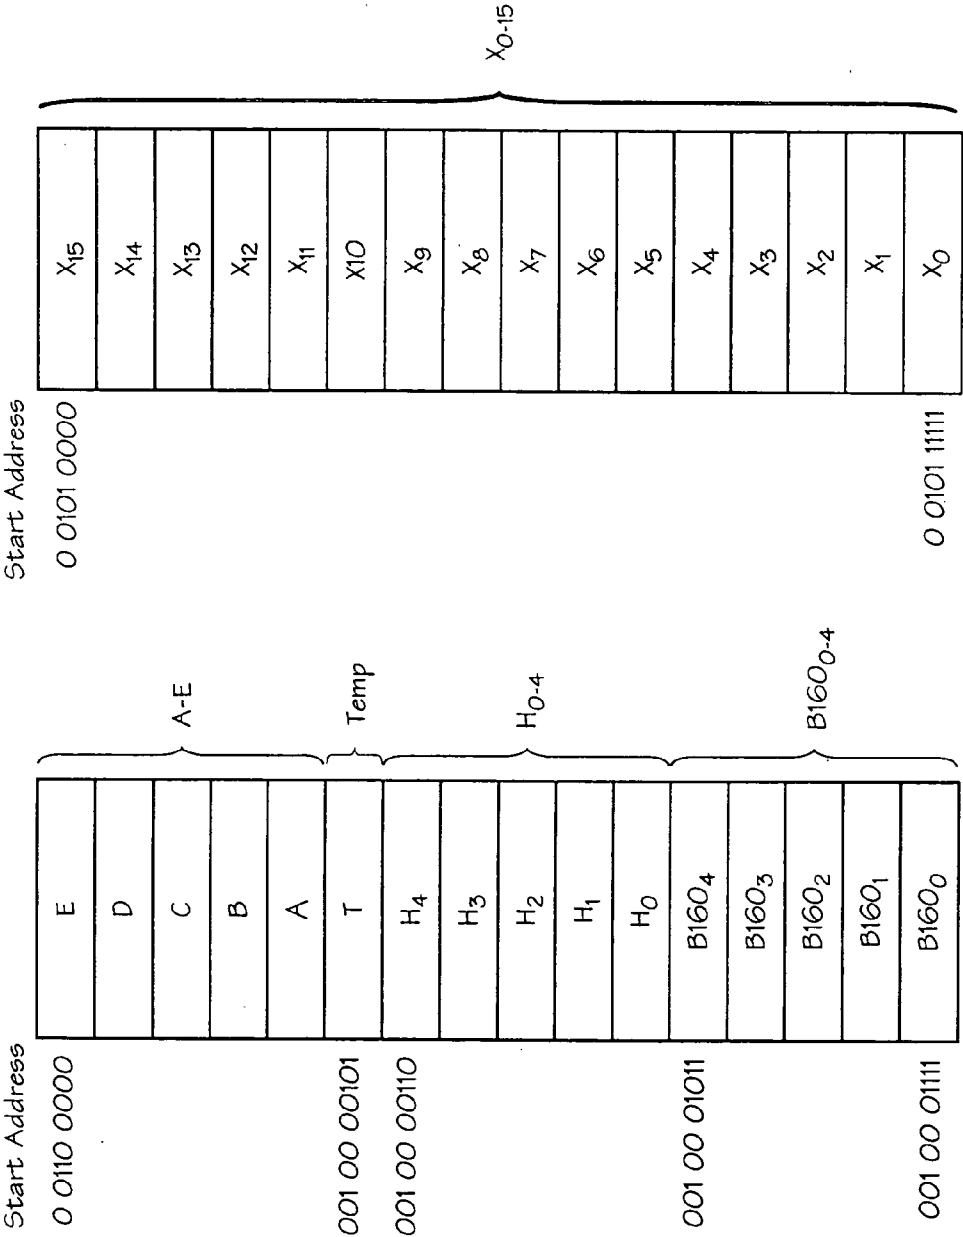 Start Address
0 0110 0000
E
D
C
B
A
A-E
001 00 00101
T
Temp
001 00 00110
H4
H3
H2
H1
H0
H0-4
001 00 01011
B1604
B1603
B1602
B1601
001 00 01111
B1600
B1600-4
Start Address
0 0101 0000
X15
X14
X13
X12
X11
X10
X9
X8
X7
X6
X5
X4
X3
X2
X1
0 0101 11111
X0
X0-15